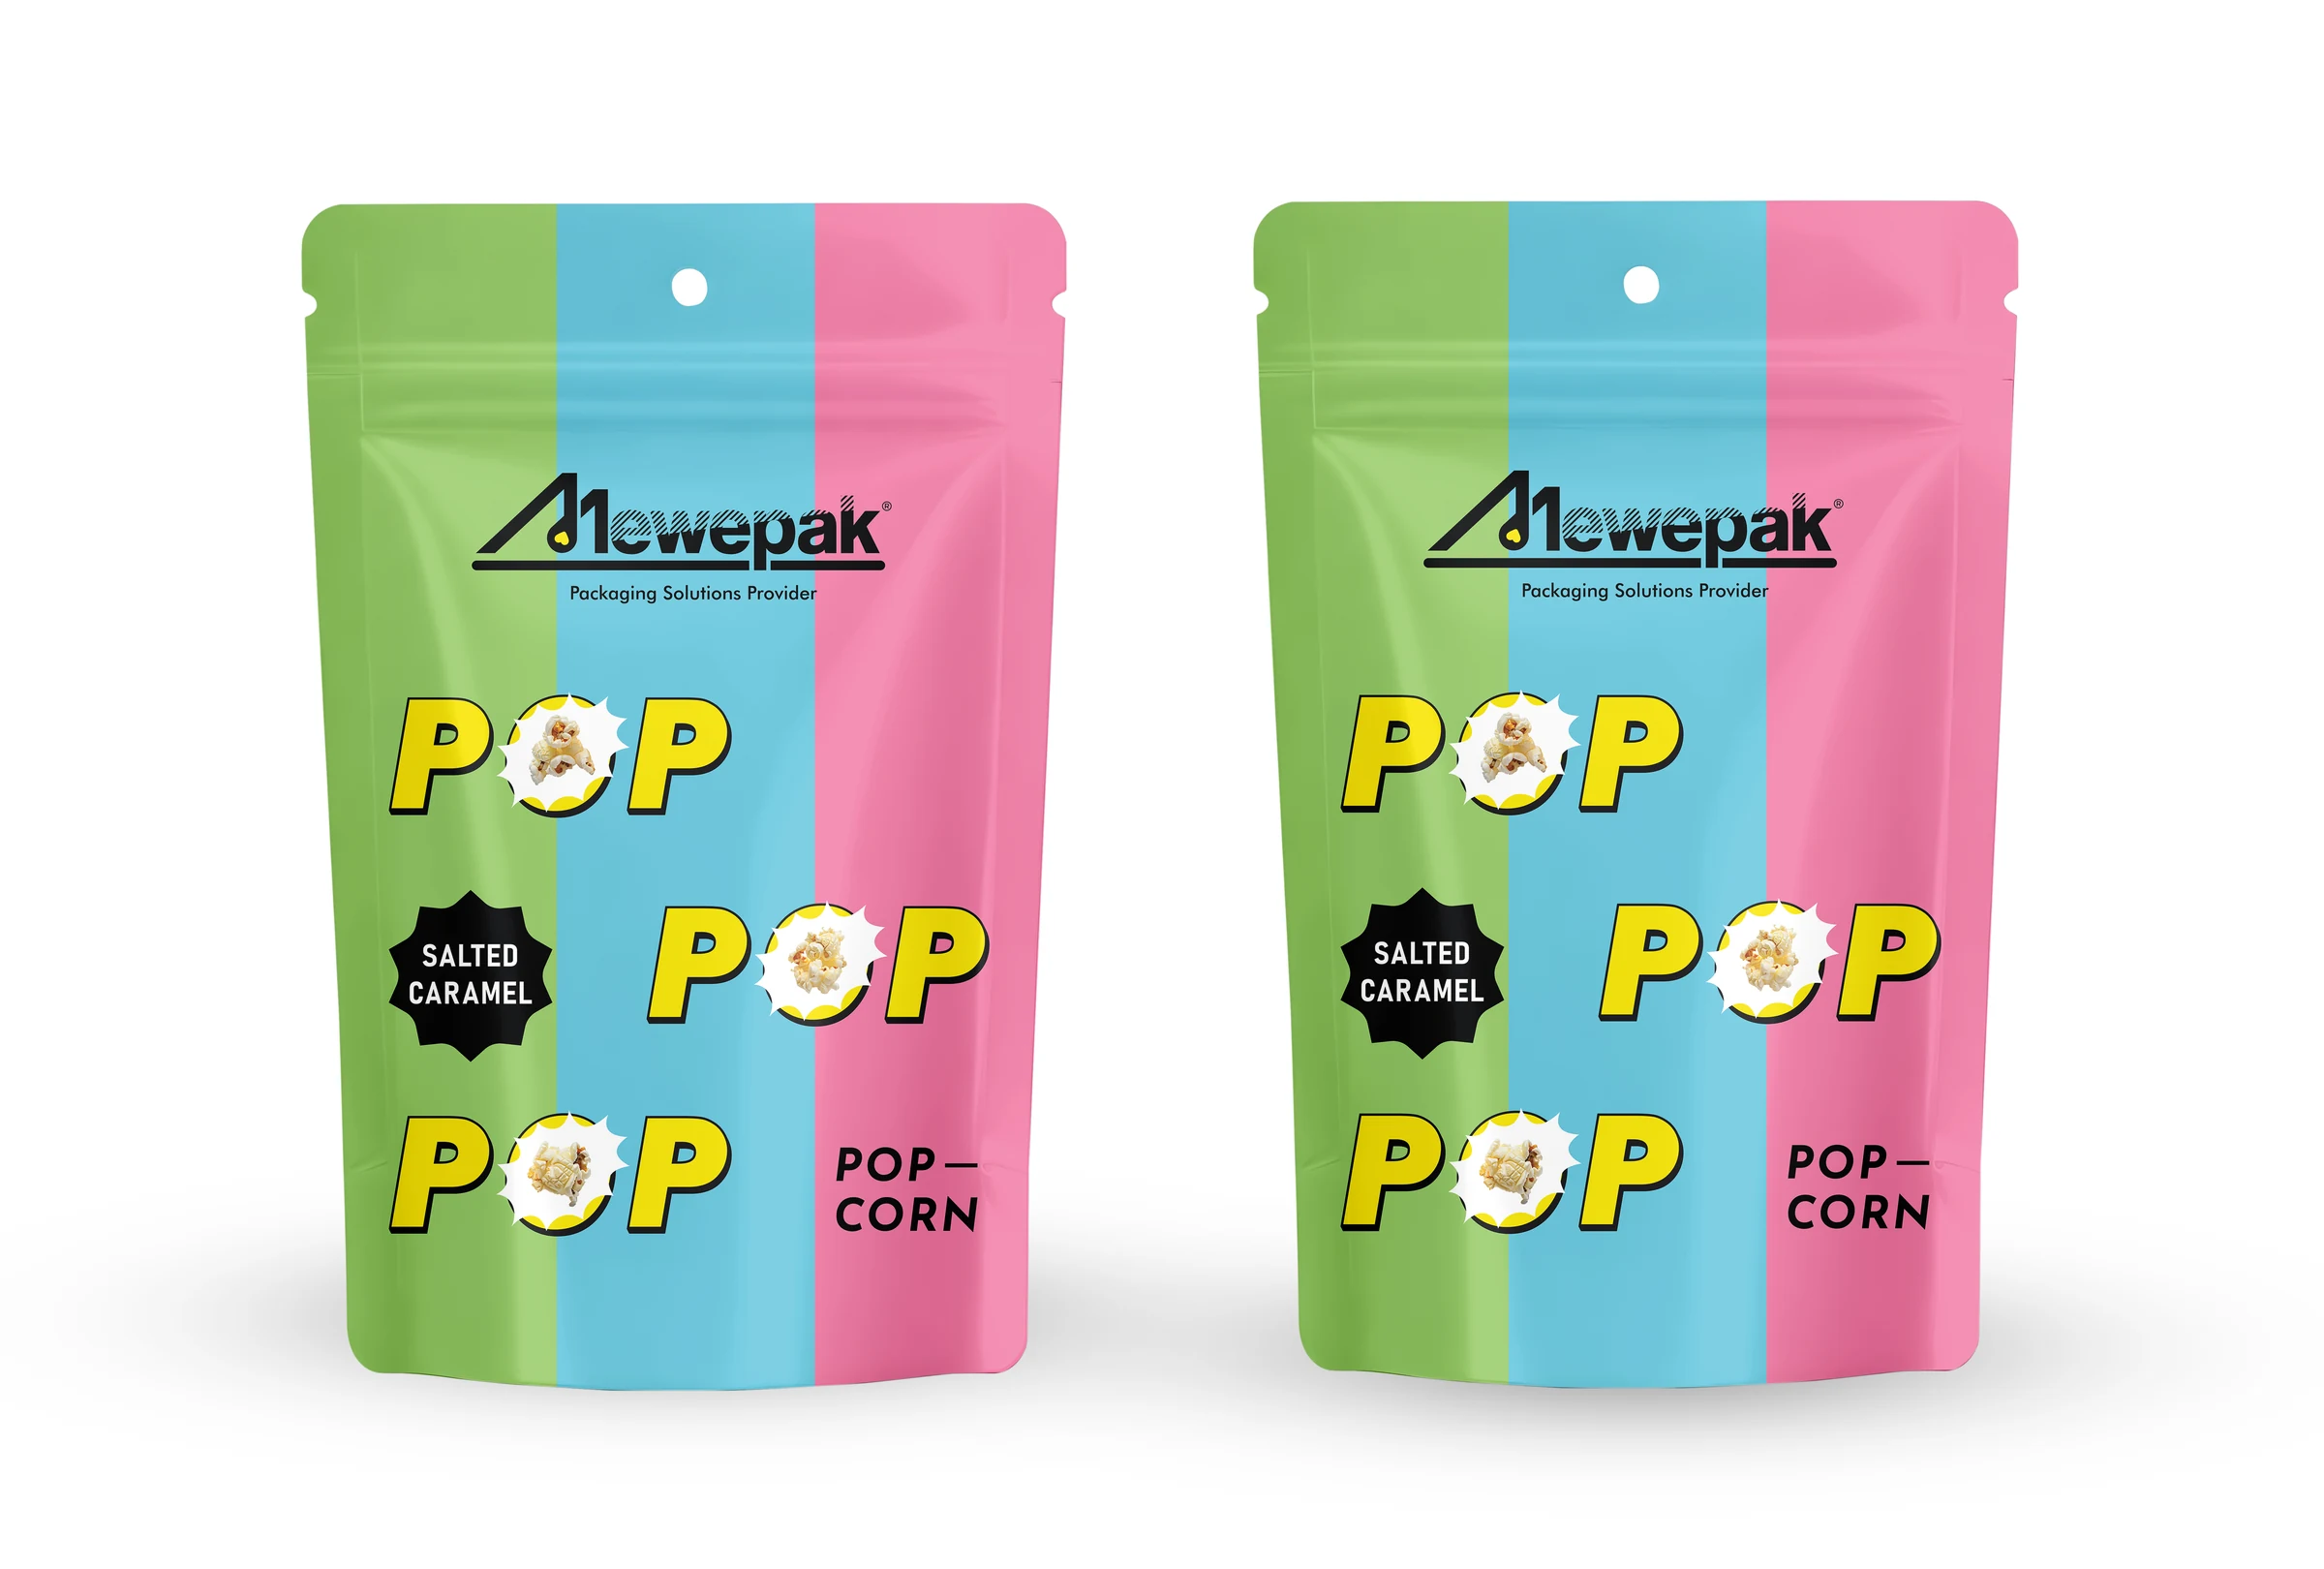 Mewepak®
Packaging Solutions Provider
POP
SALTED
CARAMEL
POP
POP
POP—
CORN
Mewepak®
Packaging Solutions Provider
POP
SALTED
CARAMEL
POP
POP
POP—
CORN